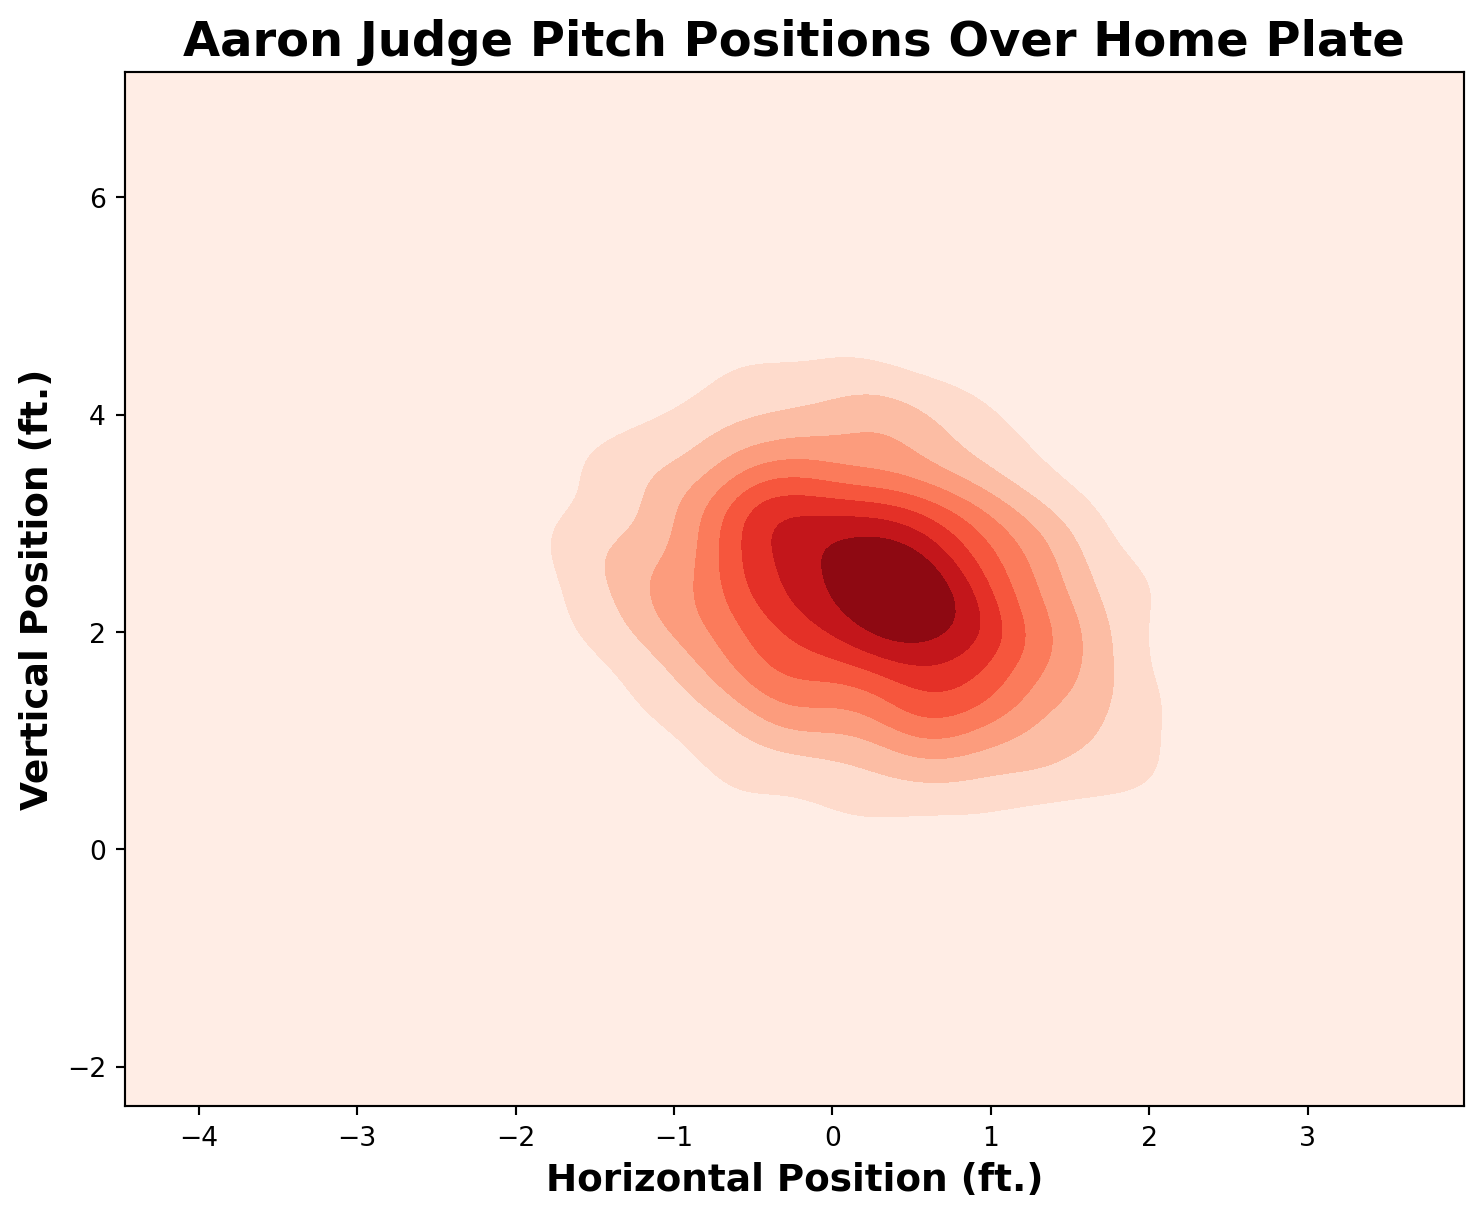 Aaron Judge Pitch Positions Over Home Plate
6
4
2
0
−2
Vertical Position (ft.)
−4 −3 −2 −1 0 1 2 3
Horizontal Position (ft.)